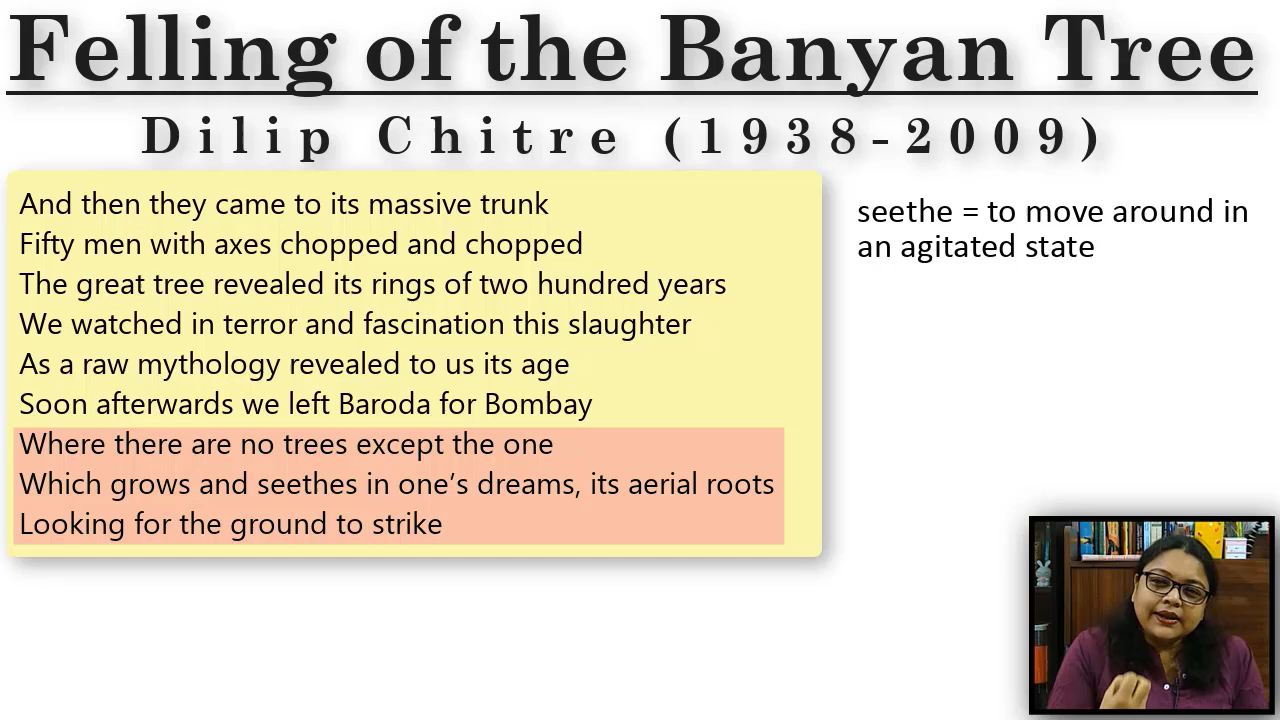 Felling of the Banyan Tree
Dilip Chitre (1938-2009)
And then they came to its massive trunk
Fifty men with axes chopped and chopped
The great tree revealed its rings of two hundred years
We watched in terror and fascination this slaughter
As a raw mythology revealed to us its age
Soon afterwards we left Baroda for Bombay
Where there are no trees except the one
Which grows and seethes in one’s dreams, its aerial roots
Looking for the ground to strike
seethe = to move around in
an agitated state